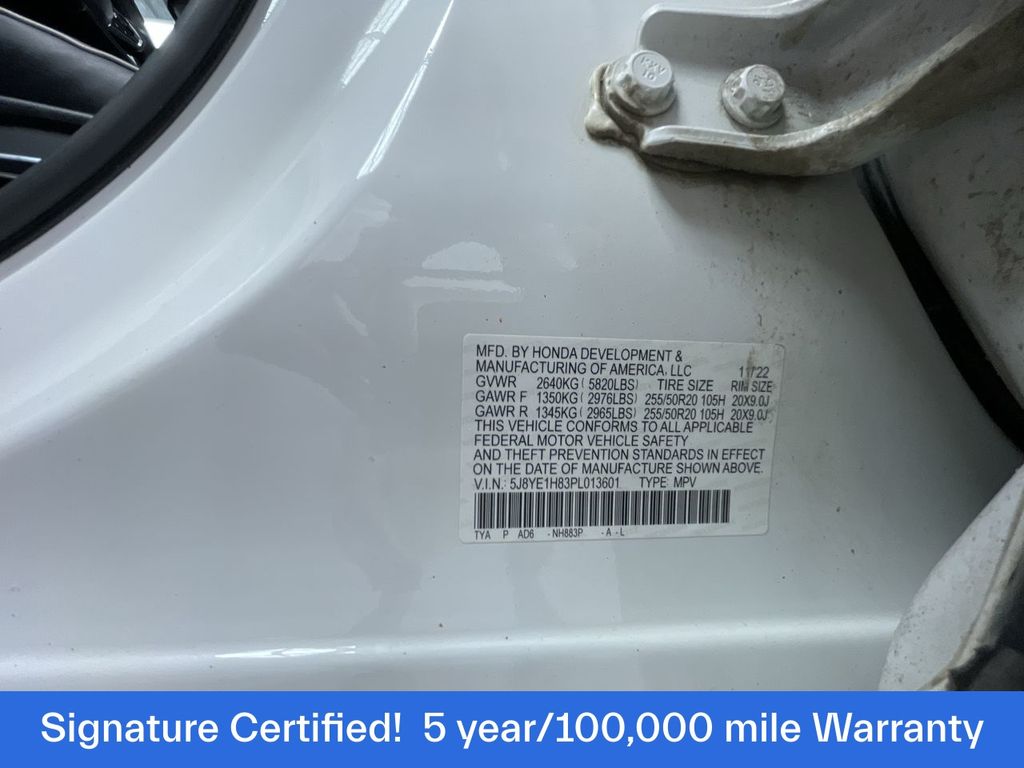 MFD. BY HONDA DEVELOPMENT &
MANUFACTURING OF AMERICA, LLC 11/22
GVWR 2640KG ( 5820LBS) TIRE SIZE RIM SIZE
GAWR F 1350KG ( 2976LBS) 255/50R20 105H 20X9.0J
GAWR R 1345KG ( 2965LBS) 255/50R20 105H 20X9.0J
THIS VEHICLE CONFORMS TO ALL APPLICABLE
FEDERAL MOTOR VEHICLE SAFETY
AND THEFT PREVENTION STANDARDS IN EFFECT
ON THE DATE OF MANUFACTURE SHOWN ABOVE.
V.I.N.: 5J8YE1H83PL013601 TYPE: MPV
TYA P AD6 -NH883P -A-L
Signature Certified! 5 year/100,000 mile Warranty